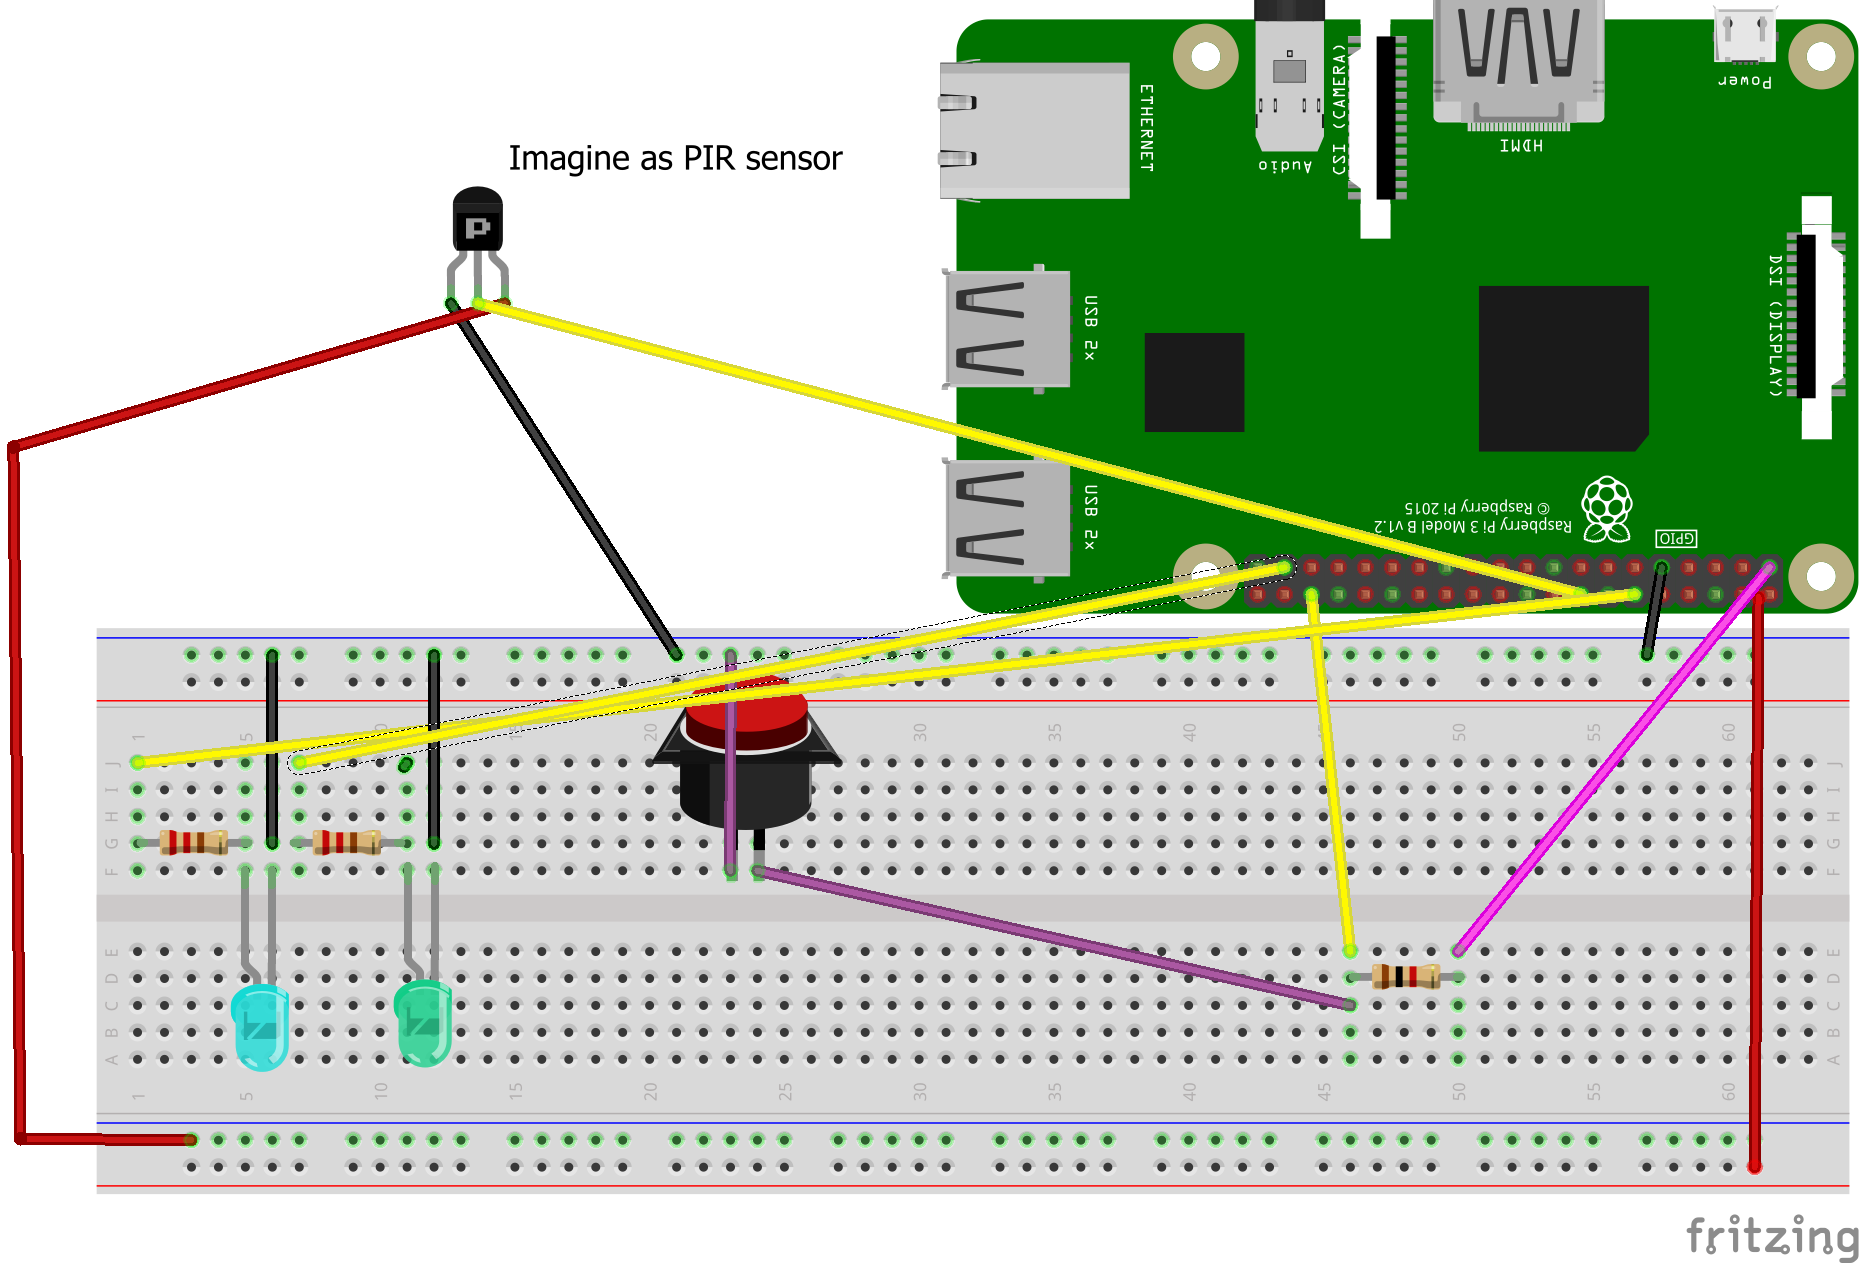 Imagine as PIR sensor
P
ETHERNET
Audio
CSI (CAMERA)
HDMI
Power
DSI (DISPLAY)
USB 2x
USB 2x
Raspberry Pi 3 Model B v1.2
© Raspberry Pi 2015
GPIO
1 5 10 15 20 25 30 35 40 45 50 55 60
J J
I I
H H
G G
F F
E E
D D
C C
B B
A A
1 5 10 15 20 25 30 35 40 45 50 55 60
fritzing